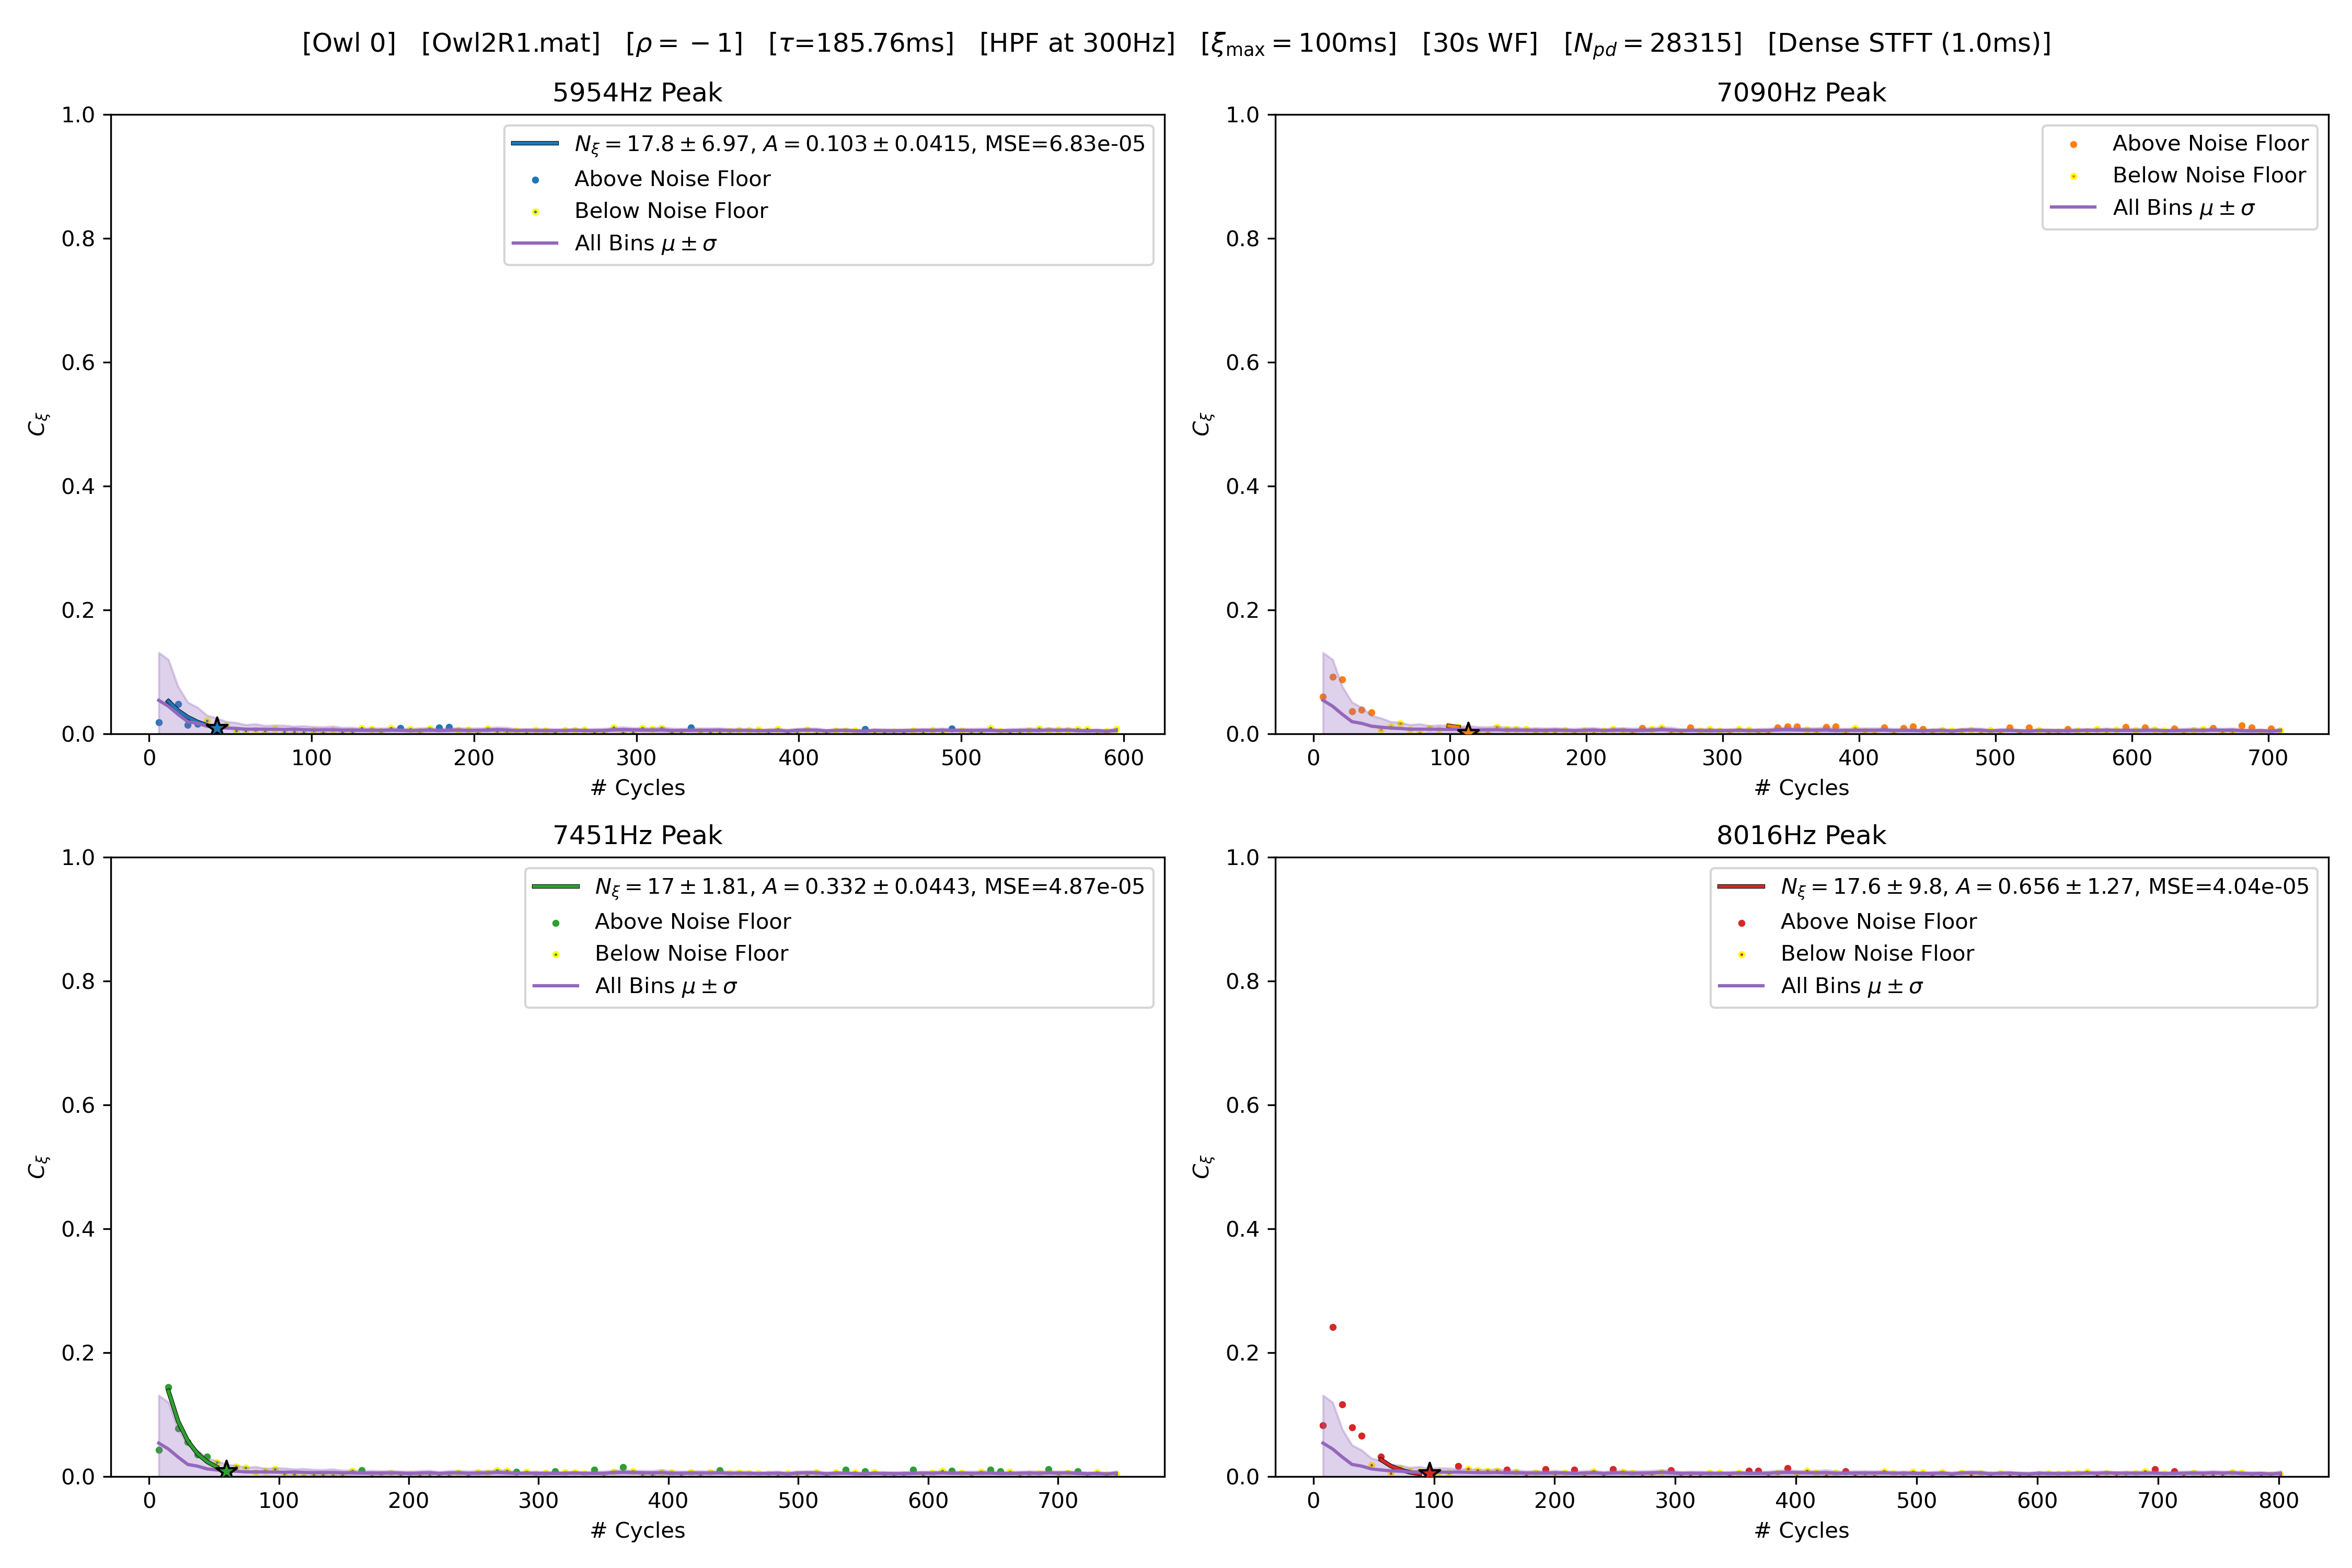 [Owl 0] [Owl2R1.mat] [ρ = −1] [τ=185.76ms] [HPF at 300Hz] [ξmax = 100ms] [30s WF] [Npd = 28315] [Dense STFT (1.0ms)]
5954Hz Peak
1.0
0.8
0.6
0.4
0.2
0.0
Cξ
0 100 200 300 400 500 600
# Cycles
Nξ = 17.8 ± 6.97, A = 0.103 ± 0.0415, MSE=6.83e-05
Above Noise Floor
Below Noise Floor
All Bins μ ± σ
7090Hz Peak
1.0
0.8
0.6
0.4
0.2
0.0
Cξ
0 100 200 300 400 500 600 700
# Cycles
Above Noise Floor
Below Noise Floor
All Bins μ ± σ
7451Hz Peak
1.0
0.8
0.6
0.4
0.2
0.0
Cξ
0 100 200 300 400 500 600 700
# Cycles
Nξ = 17 ± 1.81, A = 0.332 ± 0.0443, MSE=4.87e-05
Above Noise Floor
Below Noise Floor
All Bins μ ± σ
8016Hz Peak
1.0
0.8
0.6
0.4
0.2
0.0
Cξ
0 100 200 300 400 500 600 700 800
# Cycles
Nξ = 17.6 ± 9.8, A = 0.656 ± 1.27, MSE=4.04e-05
Above Noise Floor
Below Noise Floor
All Bins μ ± σ